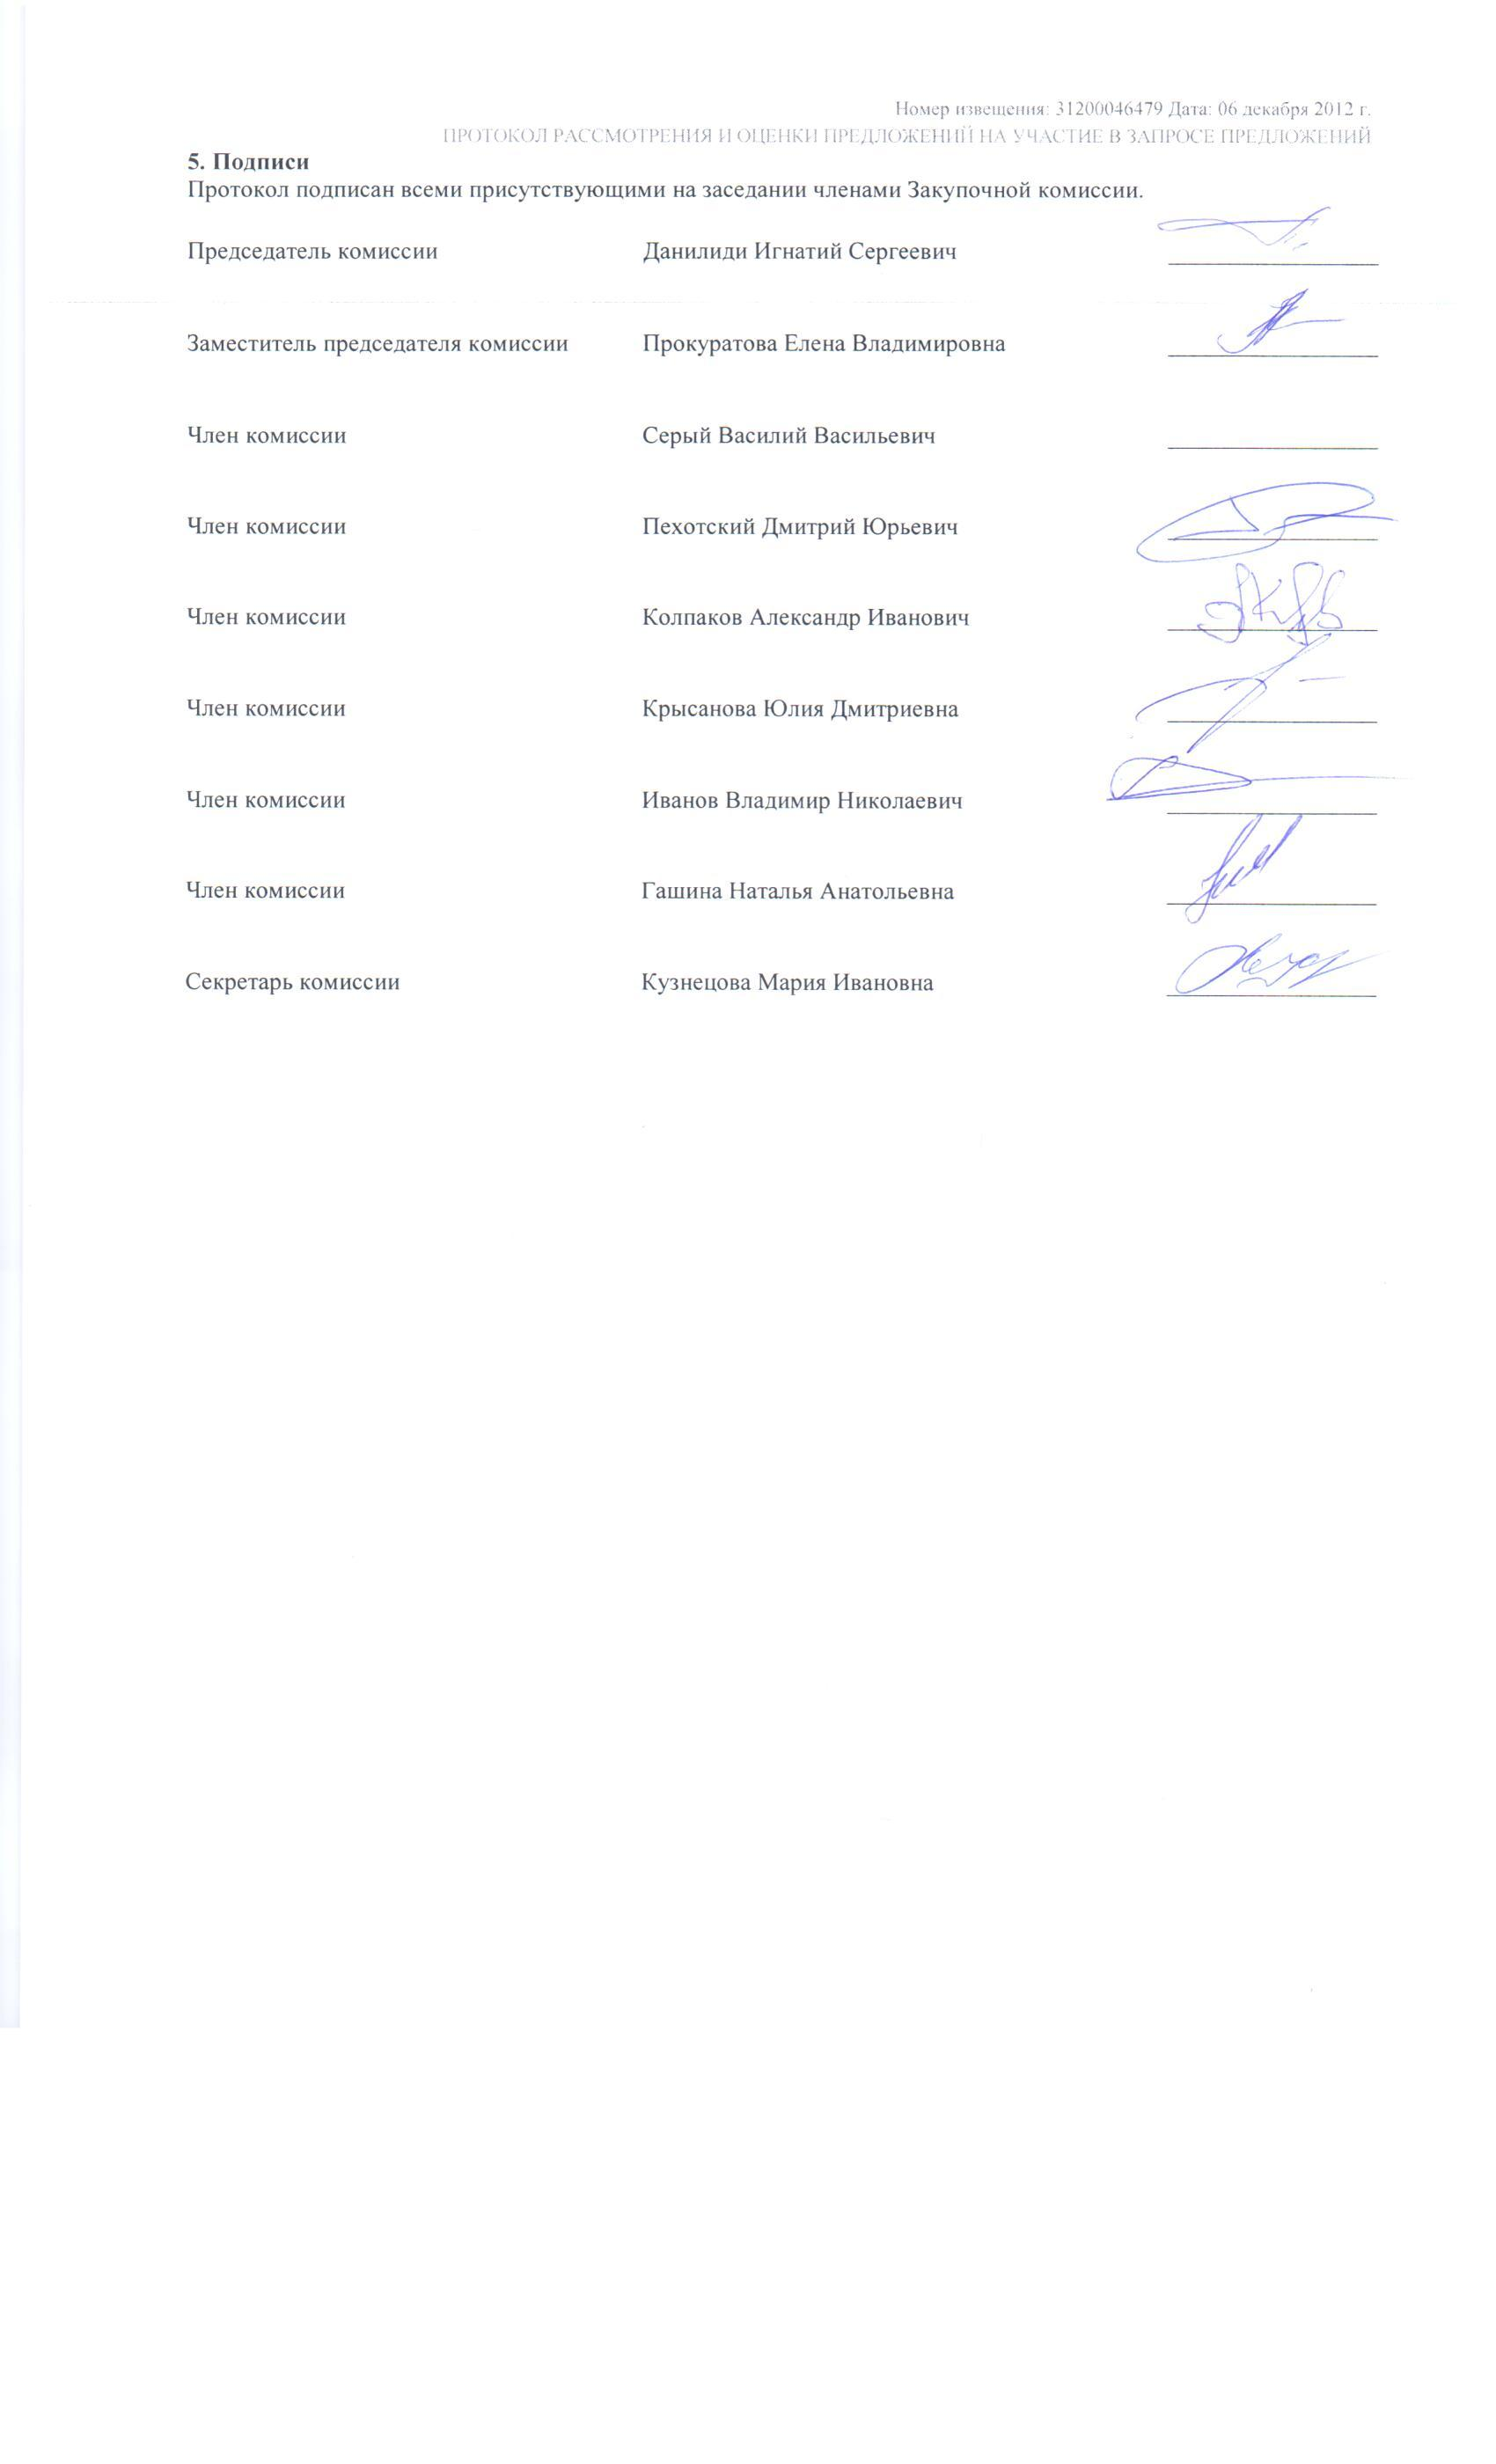 Номер извещения: 31200046479 Дата: 06 декабря 2012 г.
ПРОТОКОЛ РАССМОТРЕНИЯ И ОЦЕНКИ ПРЕДЛОЖЕНИЙ НА УЧАСТИЕ В ЗАПРОСЕ ПРЕДЛОЖЕНИЙ
5. Подписи
Протокол подписан всеми присутствующими на заседании членами Закупочной комиссии.
Председатель комиссии Данилиди Игнатий Сергеевич
Заместитель председателя комиссии Прокуратова Елена Владимировна
Член комиссии Серый Василий Васильевич
Член комиссии Пехотский Дмитрий Юрьевич
Член комиссии Колпаков Александр Иванович
Член комиссии Крысанова Юлия Дмитриевна
Член комиссии Иванов Владимир Николаевич
Член комиссии Гашина Наталья Анатольевна
Секретарь комиссии Кузнецова Мария Ивановна